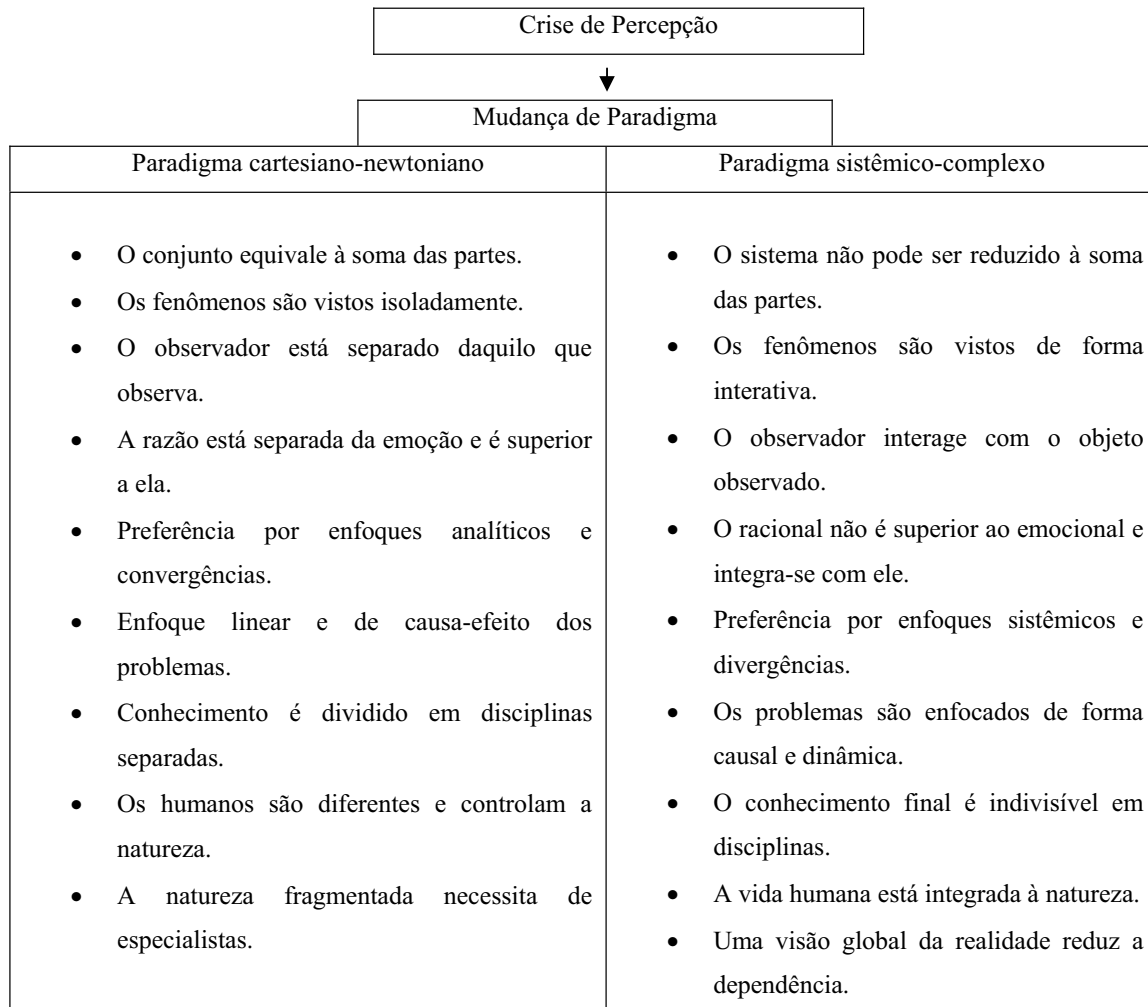 Crise de Percepção
Mudança de Paradigma
Paradigma cartesiano-newtoniano
• O conjunto equivale à soma das partes.
• Os fenômenos são vistos isoladamente.
• O observador está separado daquilo que
observa.
• A razão está separada da emoção e é superior
a ela.
• Preferência por enfoques analíticos e
convergências.
• Enfoque linear e de causa-efeito dos
problemas.
• Conhecimento é dividido em disciplinas
separadas.
• Os humanos são diferentes e controlam a
natureza.
• A natureza fragmentada necessita de
especialistas.
Paradigma sistêmico-complexo
• O sistema não pode ser reduzido à soma
das partes.
• Os fenômenos são vistos de forma
interativa.
• O observador interage com o objeto
observado.
• O racional não é superior ao emocional e
integra-se com ele.
• Preferência por enfoques sistêmicos e
divergências.
• Os problemas são enfocados de forma
causal e dinâmica.
• O conhecimento final é indivisível em
disciplinas.
• A vida humana está integrada à natureza.
• Uma visão global da realidade reduz a
dependência.